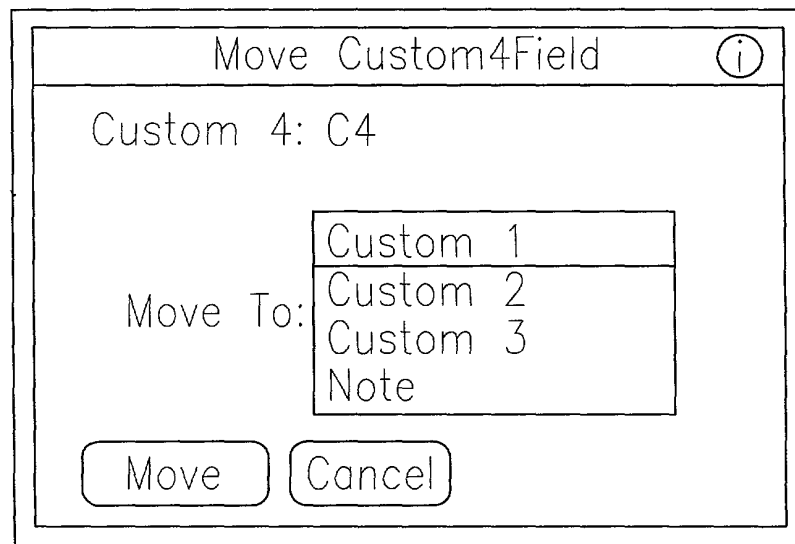 Move Custom4Field i
Custom 4: C4
Custom 1
Move To: Custom 2
Custom 3
Note
Move Cancel